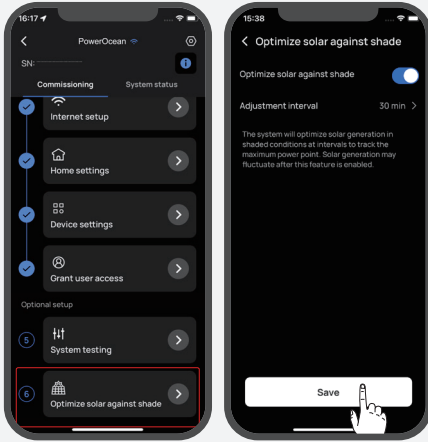 16:17
PowerOcean
SN:
Commissioning
System status
Internet setup
Home settings
Device settings
Grant user access
Optional setup
5
System testing
6
Optimize solar against shade
15:38
Optimize solar against shade
Optimize solar against shade
Adjustment interval
30 min
The system will optimize solar generation in
shaded conditions at intervals to track the
maximum power point. Solar generation may
fluctuate after this feature is enabled.
Save